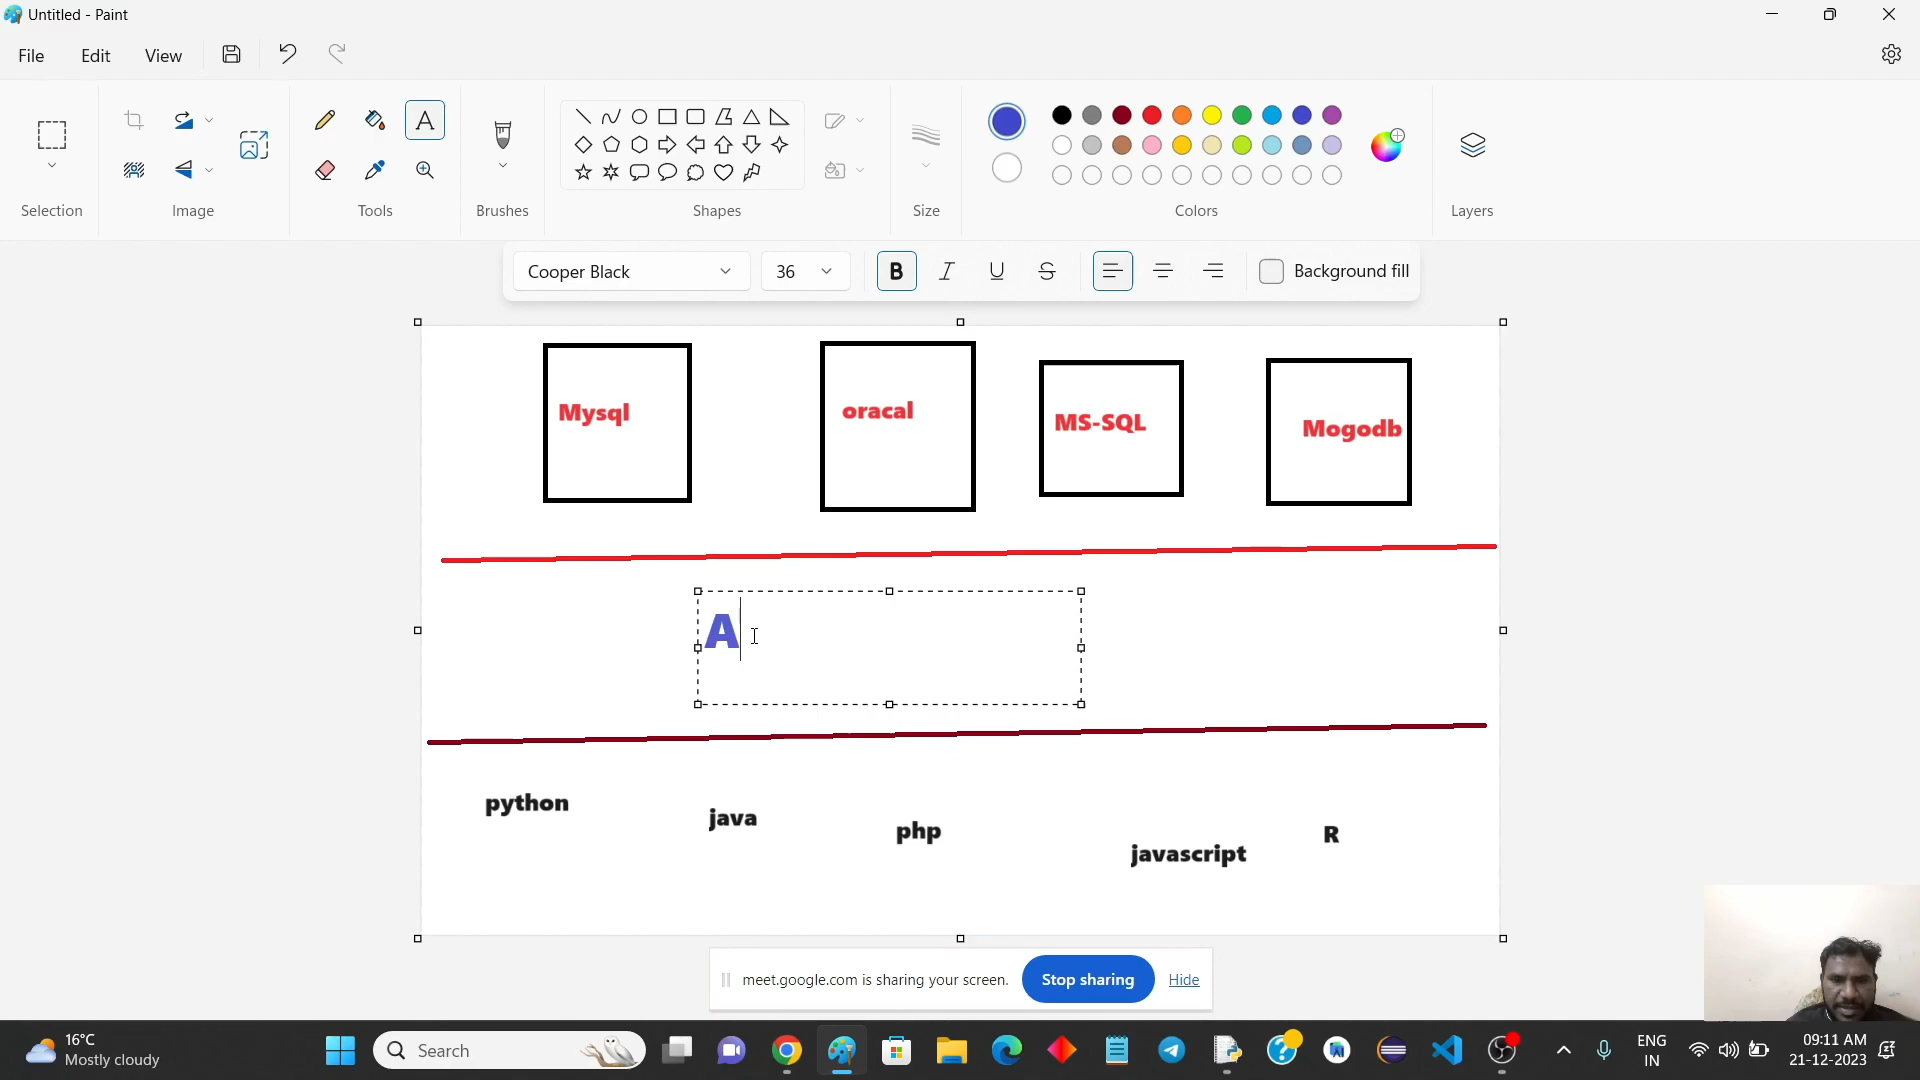 Untitled - Paint
File Edit View
Selection Image Tools Brushes Shapes Size Colors Layers
Cooper Black 36 B I U S Background fill
Mysql
oracal
MS-SQL
Mogodb
A
python
java
php
javascript
R
meet.google.com is sharing your screen. Stop sharing Hide
16°C
Mostly cloudy
Search
ENG
IN
09:11 AM
21-12-2023